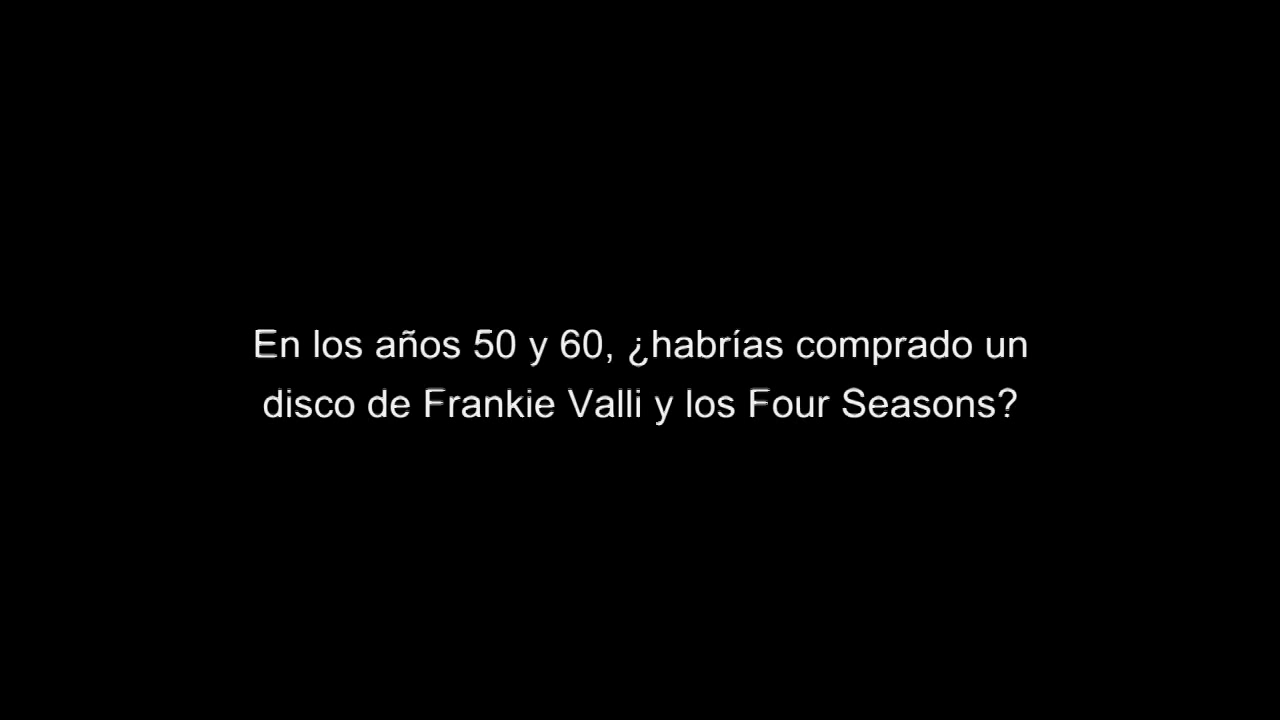 En los años 50 y 60, ¿habrías comprado un
disco de Frankie Valli y los Four Seasons?